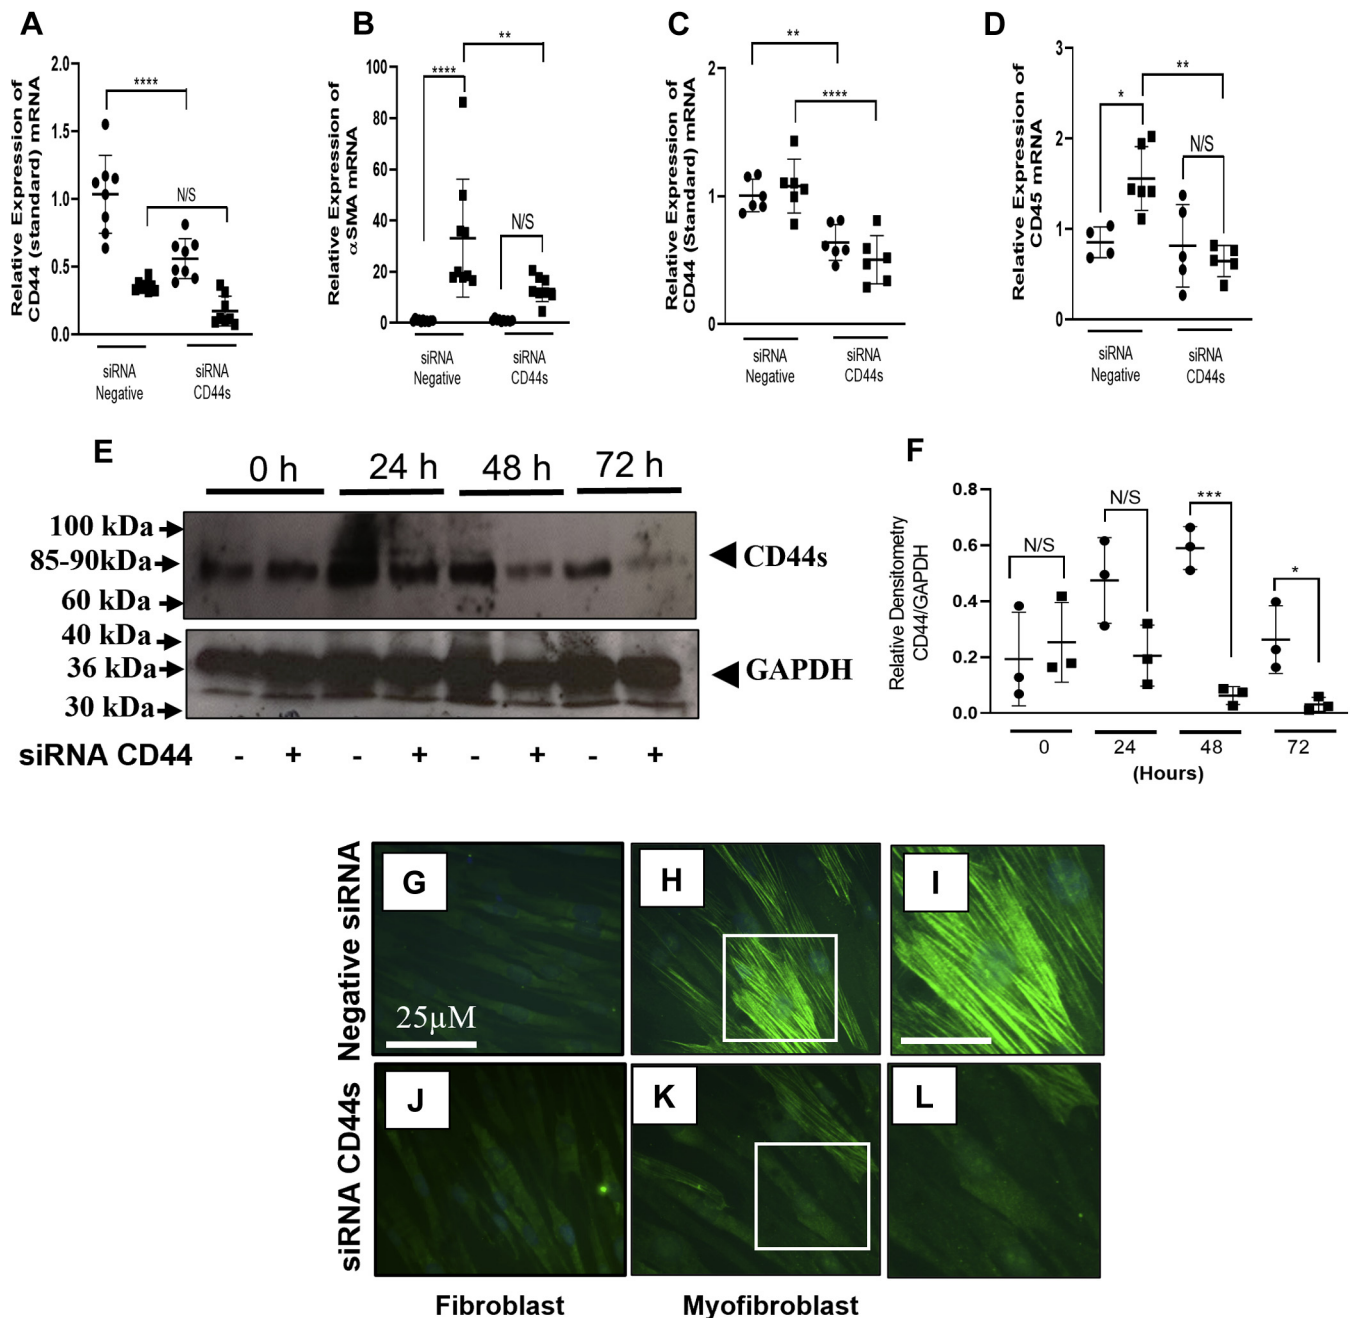 A
B
C
D
Relative Expression of
CD44 (standard) mRNA
2.0
1.5
1.0
0.5
0.0
****
N/S
siRNA
Negative
siRNA
CD44s
Relative Expression of
αSMA mRNA
100
80
60
40
20
0
****
**
N/S
siRNA
Negative
siRNA
CD44s
Relative Expression of
CD44 (Standard) mRNA
2
1
0
**
****
siRNA
Negative
siRNA
CD44s
Relative Expression of
CD45 mRNA
3
2
1
0
*
**
N/S
siRNA
Negative
siRNA
CD44s
E
0 h 24 h 48 h 72 h
100 kDa
85-90kDa
60 kDa
40 kDa
36 kDa
30 kDa
CD44s
GAPDH
siRNA CD44 - + - + - + - +
F
Relative Densitometry
CD44/GAPDH
0.8
0.6
0.4
0.2
0.0
N/S
N/S
***
*
0 24 48 72
(Hours)
Negative siRNA
G
H
I
25µM
siRNA CD44s
J
K
L
Fibroblast Myofibroblast